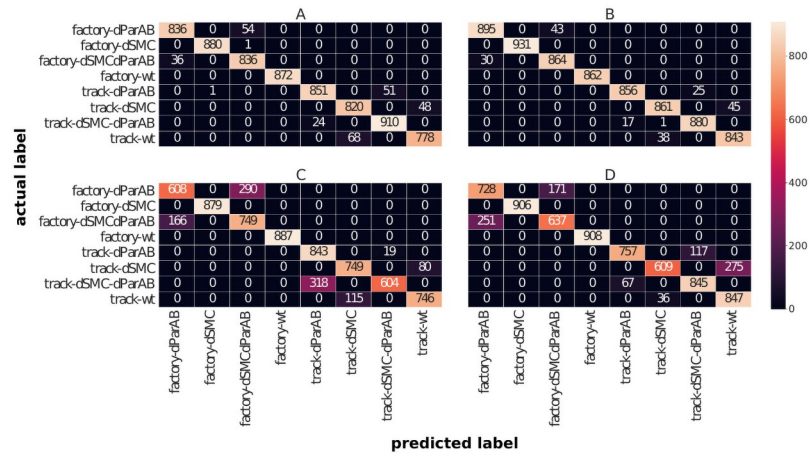 A B
factory-dParAB 836 0 54 0 0 0 0 0 895 0 43 0 0 0 0 0
factory-dSMC 0 880 1 0 0 0 0 0 0 931 0 0 0 0 0 0
factory-dSMCdParAB 36 0 836 0 0 0 0 0 30 0 864 0 0 0 0 0
factory-wt 0 0 0 872 0 0 0 0 0 0 0 862 0 0 0 0
track-dParAB 0 1 0 0 851 0 51 0 0 0 0 0 856 0 25 0
track-dSMC 0 0 0 0 0 820 0 48 0 0 0 0 0 861 0 45
track-dSMC-dParAB 0 0 0 0 24 0 910 0 0 0 0 0 17 1 880 0
track-wt 0 0 0 0 0 68 0 778 0 0 0 0 0 38 0 843
C D
factory-dParAB 608 0 290 0 0 0 0 0 728 0 171 0 0 0 0 0
factory-dSMC 0 879 0 0 0 0 0 0 0 906 0 0 0 0 0 0
factory-dSMCdParAB 166 0 749 0 0 0 0 0 251 0 637 0 0 0 0 0
factory-wt 0 0 0 887 0 0 0 0 0 0 0 908 0 0 0 0
track-dParAB 0 0 0 0 843 0 19 0 0 0 0 0 757 0 117 0
track-dSMC 0 0 0 0 0 749 0 80 0 0 0 0 0 609 0 275
track-dSMC-dParAB 0 0 0 0 318 0 604 0 0 0 0 0 67 0 845 0
track-wt 0 0 0 0 0 115 0 746 0 0 0 0 0 36 0 847
factory-dParAB
factory-dSMC
factory-dSMCdParAB
factory-wt
track-dParAB
track-dSMC
track-dSMC-dParAB
track-wt
factory-dParAB
factory-dSMC
factory-dSMCdParAB
factory-wt
track-dParAB
track-dSMC
track-dSMC-dParAB
track-wt
actual label
predicted label
800
600
400
200
0